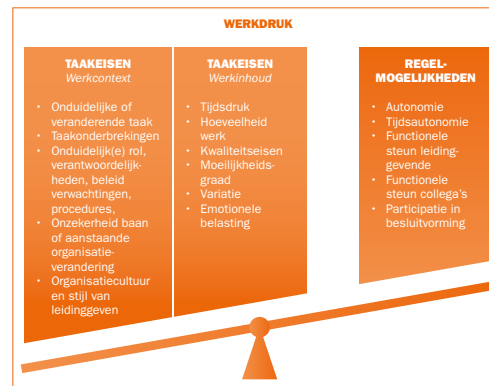 WERKDRUK
TAAKEISEN
Werkcontext
• Onduidelijke of
veranderende taak
• Taakonderbrekingen
• Onduidelijk(e) rol,
verantwoordelijk-
heden, beleid
verwachtingen,
procedures,
• Onzekerheid baan
of aanstaande
organisatie-
verandering
• Organisatiecultuur
en stijl van
leidinggeven
TAAKEISEN
Werkinhoud
• Tijdsdruk
• Hoeveelheid
werk
• Kwaliteitseisen
• Moeilijkheids-
graad
• Variatie
• Emotionele
belasting
REGEL-
MOGELIJKHEDEN
• Autonomie
• Tijdsautonomie
• Functionele
steun leiding-
gevende
• Functionele
steun collega's
• Participatie in
besluitvorming